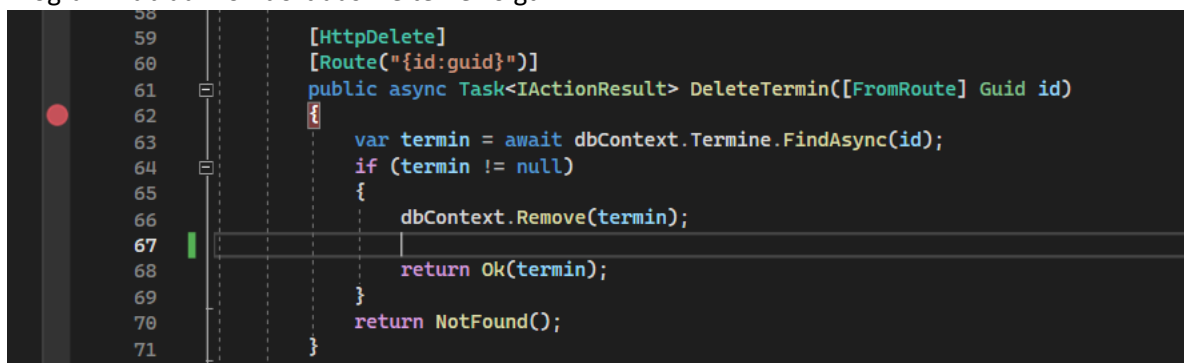 58
59 [HttpDelete]
60 [Route("{id:guid}")]
61 public async Task<IActionResult> DeleteTermin([FromRoute] Guid id)
62 {
63 var termin = await dbContext.Termine.FindAsync(id);
64 if (termin != null)
65 {
66 dbContext.Remove(termin);
67
68 return Ok(termin);
69 }
70 return NotFound();
71 }